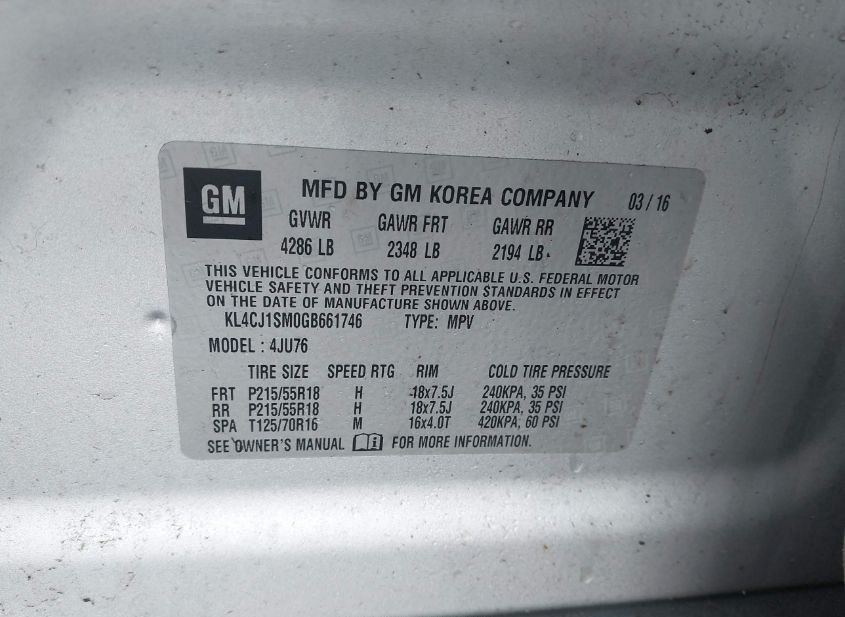 GM
MFD BY GM KOREA COMPANY 03/16
GVWR GAWR FRT GAWR RR
4286 LB 2348 LB 2194 LB
THIS VEHICLE CONFORMS TO ALL APPLICABLE U.S. FEDERAL MOTOR
VEHICLE SAFETY AND THEFT PREVENTION STANDARDS IN EFFECT
ON THE DATE OF MANUFACTURE SHOWN ABOVE.
KL4CJ1SM0GB661746 TYPE: MPV
MODEL : 4JU76
TIRE SIZE SPEED RTG RIM COLD TIRE PRESSURE
FRT P215/55R18 H 18x7.5J 240KPA, 35 PSI
RR P215/55R18 H 18x7.5J 240KPA, 35 PSI
SPA T125/70R16 M 16x4.0T 420KPA, 60 PSI
SEE OWNER'S MANUAL FOR MORE INFORMATION.